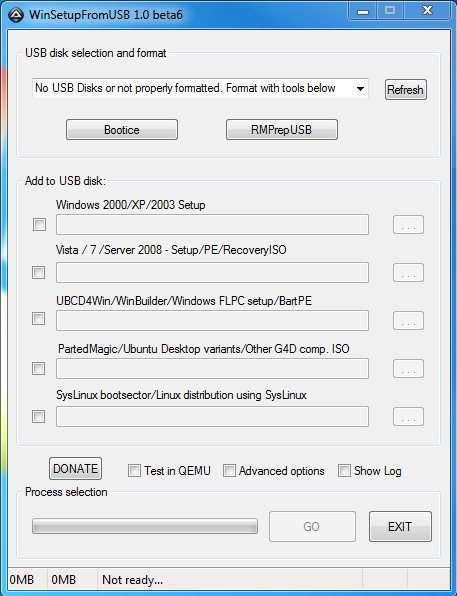 WinSetupFromUSB 1.0 beta6
USB disk selection and format
No USB Disks or not properly formatted. Format with tools below
Refresh
Bootice
RMPrepUSB
Add to USB disk:
Windows 2000/XP/2003 Setup
...
Vista / 7 /Server 2008 - Setup/PE/RecoveryISO
...
UBCD4Win/WinBuilder/Windows FLPC setup/BartPE
...
PartedMagic/Ubuntu Desktop variants/Other G4D comp. ISO
...
SysLinux bootsector/Linux distribution using SysLinux
...
DONATE
Test in QEMU
Advanced options
Show Log
Process selection
GO
EXIT
0MB
0MB
Not ready...